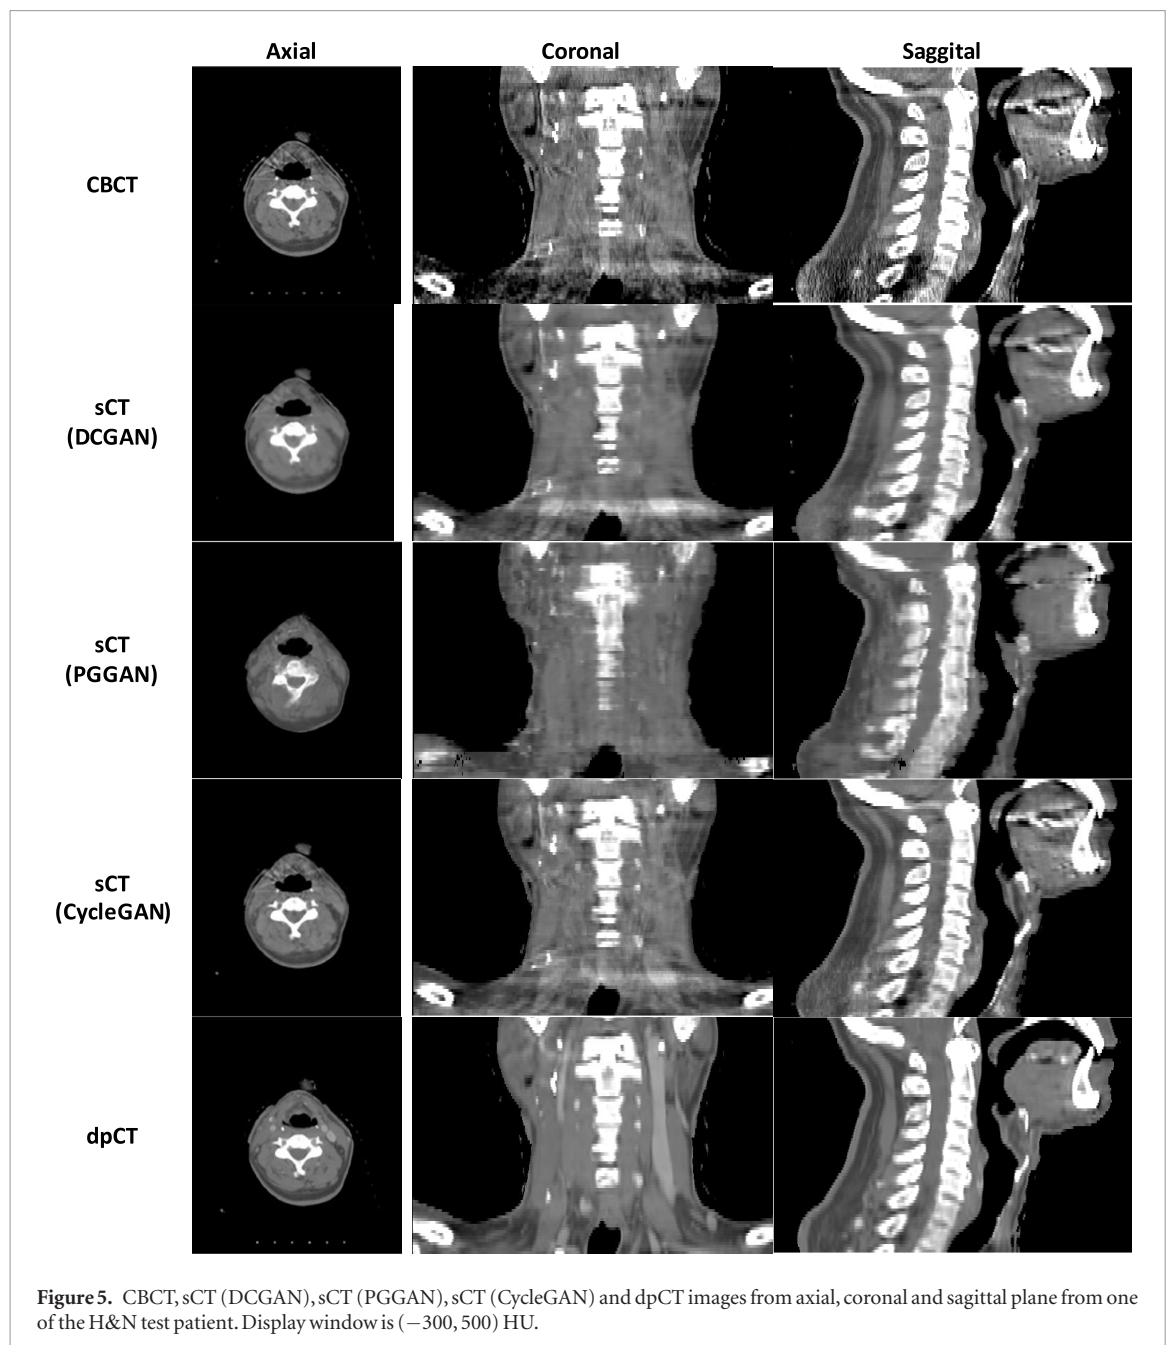 Axial Coronal Saggital
CBCT
sCT
(DCGAN)
sCT
(PGGAN)
sCT
(CycleGAN)
dpCT
Figure 5. CBCT, sCT (DCGAN), sCT (PGGAN), sCT (CycleGAN) and dpCT images from axial, coronal and sagittal plane from one
of the H&N test patient. Display window is (−300, 500) HU.